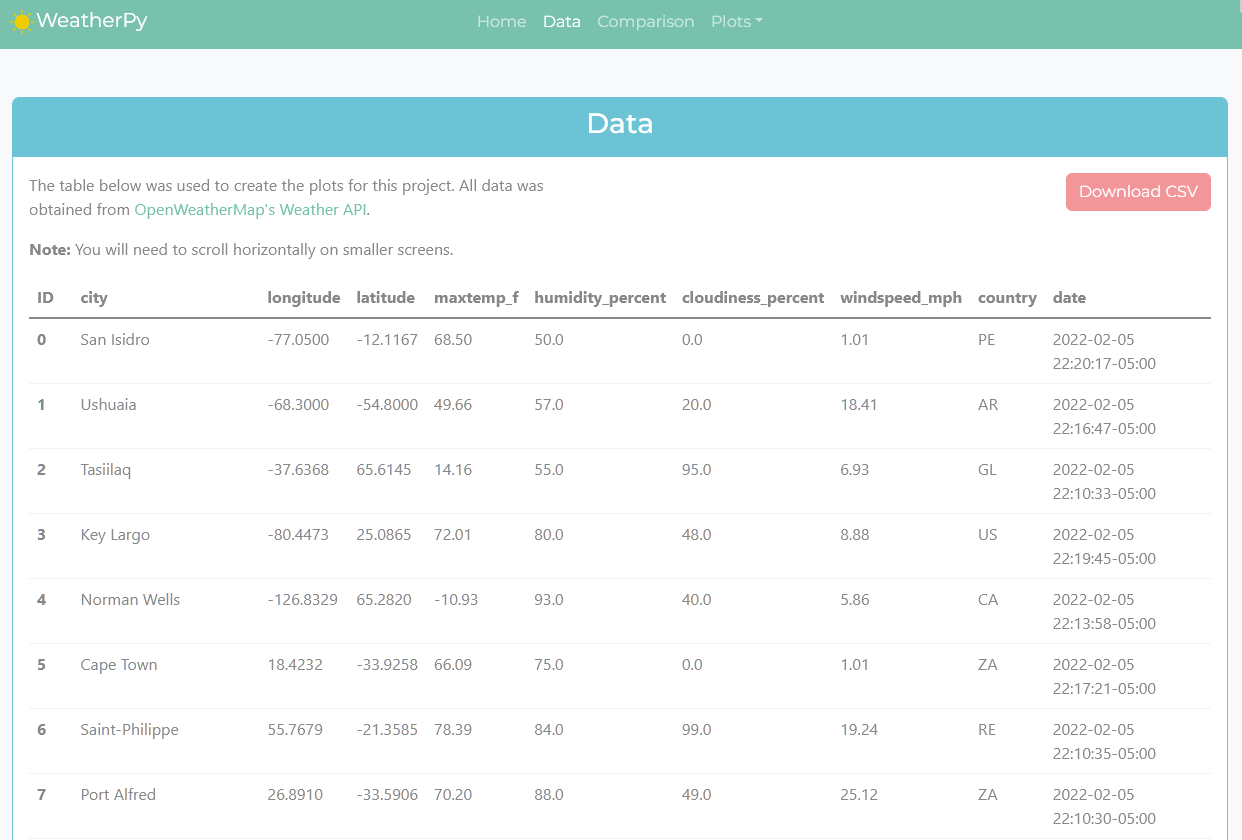 WeatherPy Home Data Comparison Plots
Data
The table below was used to create the plots for this project. All data was
obtained from OpenWeatherMap's Weather API.
Download CSV
Note: You will need to scroll horizontally on smaller screens.
ID city longitude latitude maxtemp_f humidity_percent cloudiness_percent windspeed_mph country date
0 San Isidro -77.0500 -12.1167 68.50 50.0 0.0 1.01 PE 2022-02-05
22:20:17-05:00
1 Ushuaia -68.3000 -54.8000 49.66 57.0 20.0 18.41 AR 2022-02-05
22:16:47-05:00
2 Tasiilaq -37.6368 65.6145 14.16 55.0 95.0 6.93 GL 2022-02-05
22:10:33-05:00
3 Key Largo -80.4473 25.0865 72.01 80.0 48.0 8.88 US 2022-02-05
22:19:45-05:00
4 Norman Wells -126.8329 65.2820 -10.93 93.0 40.0 5.86 CA 2022-02-05
22:13:58-05:00
5 Cape Town 18.4232 -33.9258 66.09 75.0 0.0 1.01 ZA 2022-02-05
22:17:21-05:00
6 Saint-Philippe 55.7679 -21.3585 78.39 84.0 99.0 19.24 RE 2022-02-05
22:10:35-05:00
7 Port Alfred 26.8910 -33.5906 70.20 88.0 49.0 25.12 ZA 2022-02-05
22:10:30-05:00